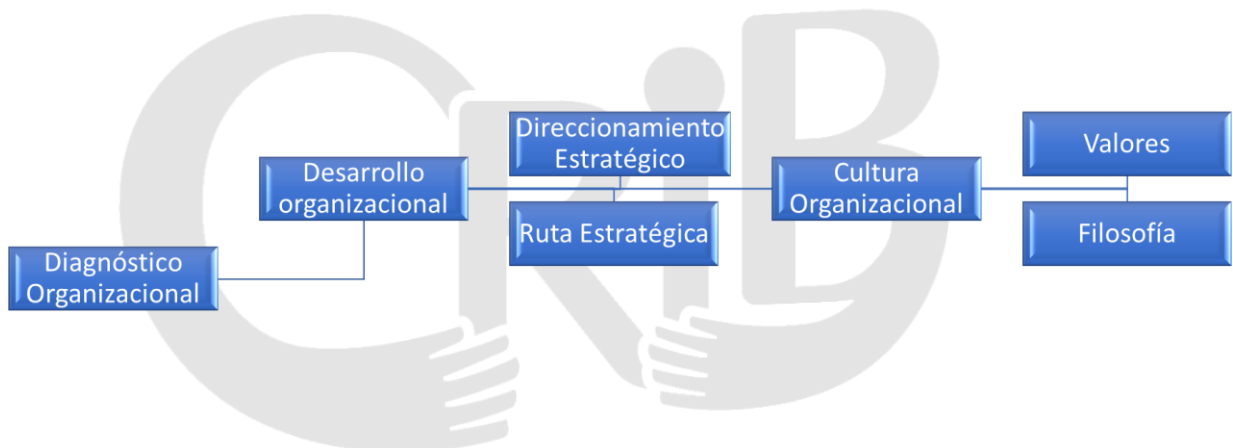 CRiB
Direccionamiento
Estratégico
Valores
Desarrollo
organizacional
Cultura
Organizacional
Ruta Estratégica
Filosofía
Diagnóstico
Organizacional